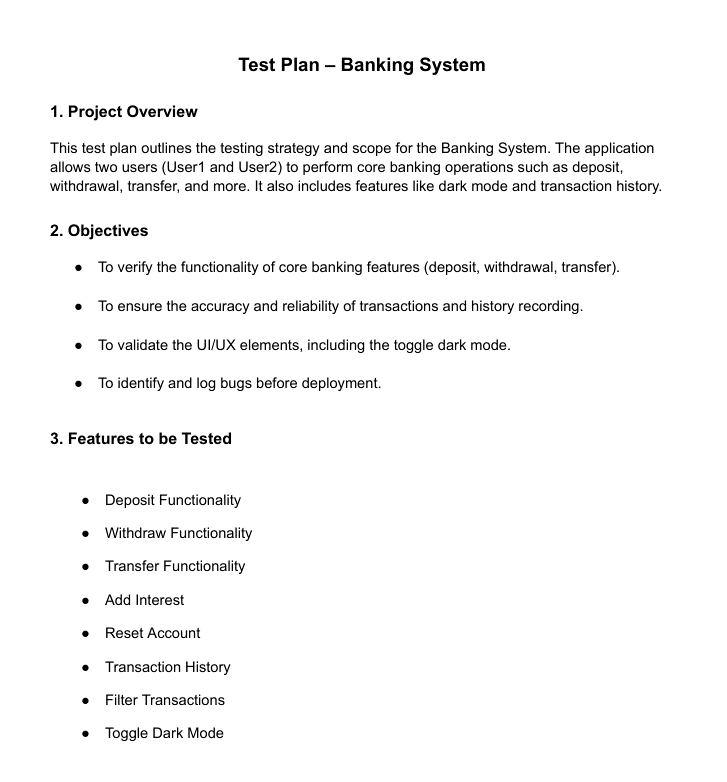 Test Plan – Banking System
1. Project Overview
This test plan outlines the testing strategy and scope for the Banking System. The application
allows two users (User1 and User2) to perform core banking operations such as deposit,
withdrawal, transfer, and more. It also includes features like dark mode and transaction history.
2. Objectives
● To verify the functionality of core banking features (deposit, withdrawal, transfer).
● To ensure the accuracy and reliability of transactions and history recording.
● To validate the UI/UX elements, including the toggle dark mode.
● To identify and log bugs before deployment.
3. Features to be Tested
● Deposit Functionality
● Withdraw Functionality
● Transfer Functionality
● Add Interest
● Reset Account
● Transaction History
● Filter Transactions
● Toggle Dark Mode